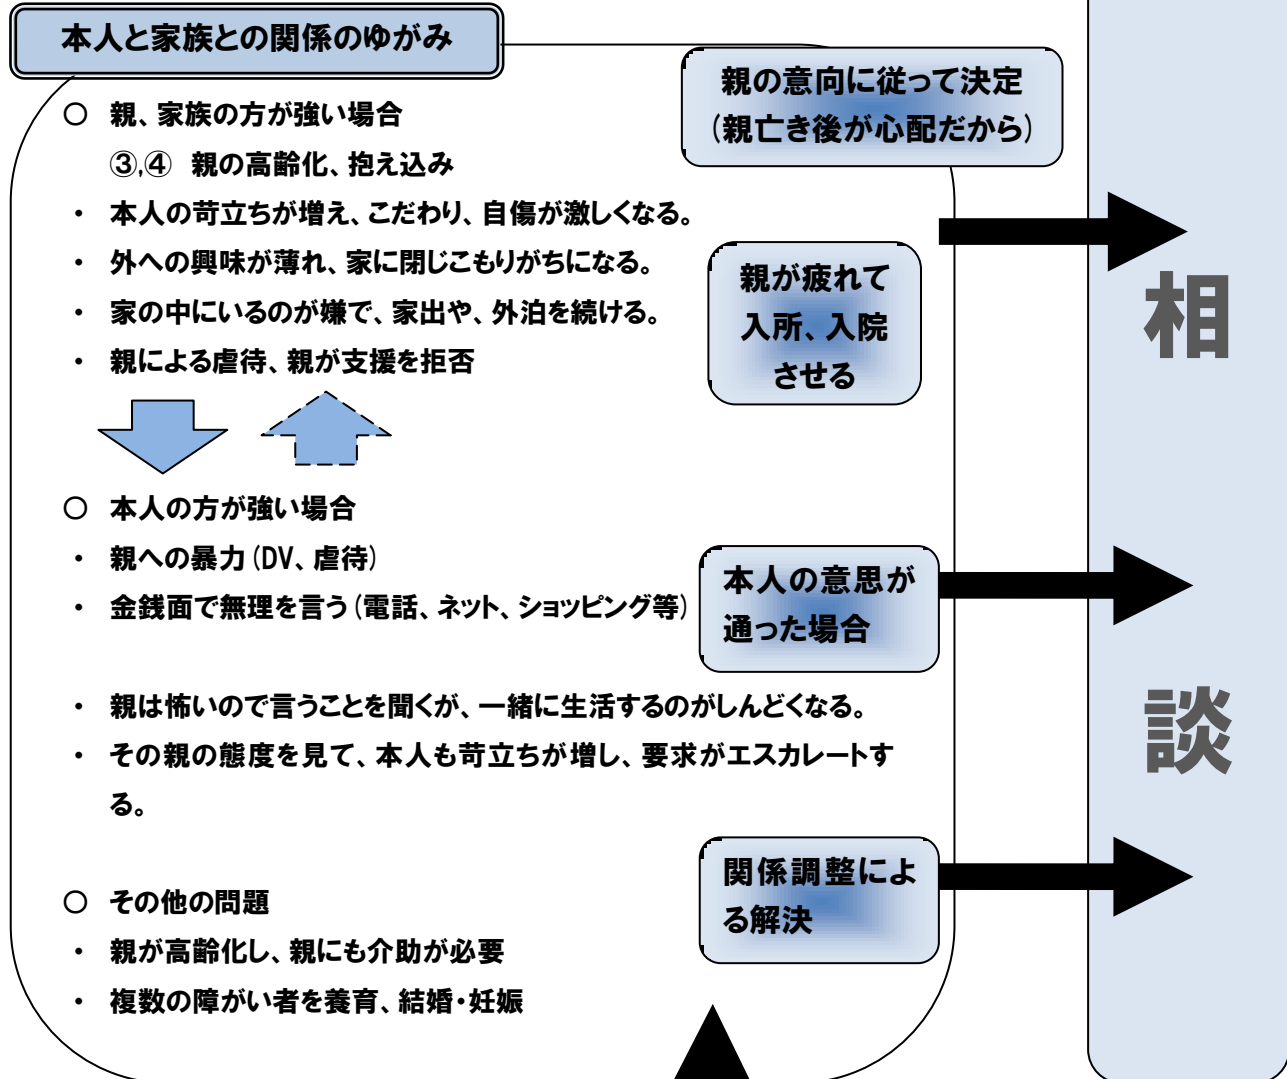 本人と家族との関係のゆがみ
親の意向に従って決定
(親亡き後が心配だから)
○ 親、家族の方が強い場合
③,④ 親の高齢化、抱え込み
・ 本人の苛立ちが増え、こだわり、自傷が激しくなる。
・ 外への興味が薄れ、家に閉じこもりがちになる。
・ 家の中にいるのが嫌で、家出や、外泊を続ける。
・ 親による虐待、親が支援を拒否
親が疲れて
入所、入院
させる
○ 本人の方が強い場合
・ 親への暴力(DV、虐待)
・ 金銭面で無理を言う(電話、ネット、ショッピング等)
本人の意思が
通った場合
・ 親は怖いので言うことを聞くが、一緒に生活するのがしんどくなる。
・ その親の態度を見て、本人も苛立ちが増し、要求がエスカレートす
る。
関係調整によ
る解決
○ その他の問題
・ 親が高齢化し、親にも介助が必要
・ 複数の障がい者を養育、結婚・妊娠
相
談